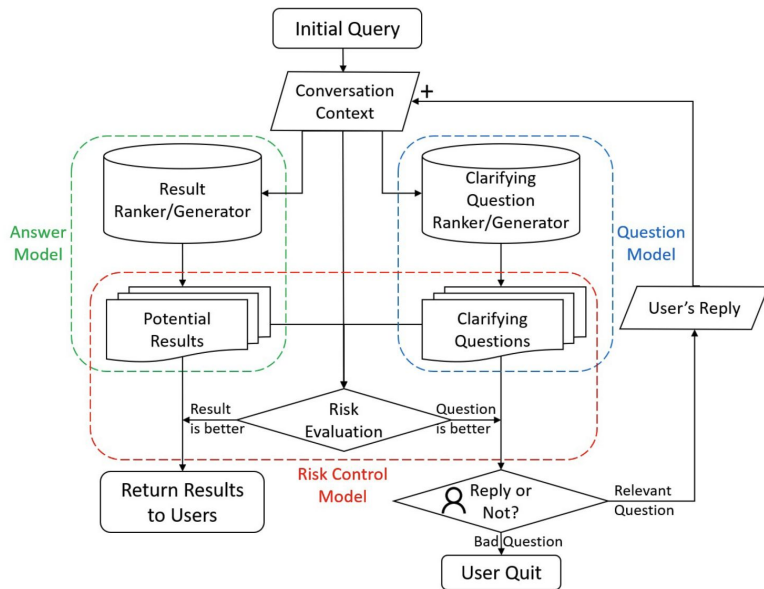 Initial Query
Conversation
Context
+
Result
Ranker/Generator
Clarifying
Question
Ranker/Generator
Answer
Model
Question
Model
Potential
Results
Clarifying
Questions
User's Reply
Result
is better
Risk
Evaluation
Question
is better
Risk Control
Model
Return Results
to Users
Reply or
Not?
Relevant
Question
Bad Question
User Quit